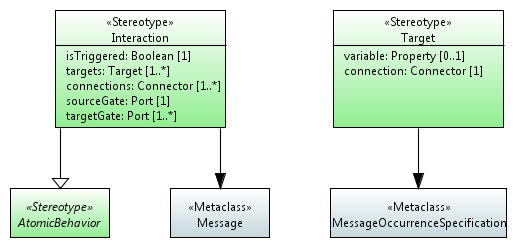 «Stereotype»
Interaction
isTriggered: Boolean [1]
targets: Target [1..*]
connections: Connector [1..*]
sourceGate: Port [1]
targetGate: Port [1..*]
«Stereotype»
Target
variable: Property [0..1]
connection: Connector [1]
«Stereotype»
AtomicBehavior
«Metaclass»
Message
«Metaclass»
MessageOccurrenceSpecification